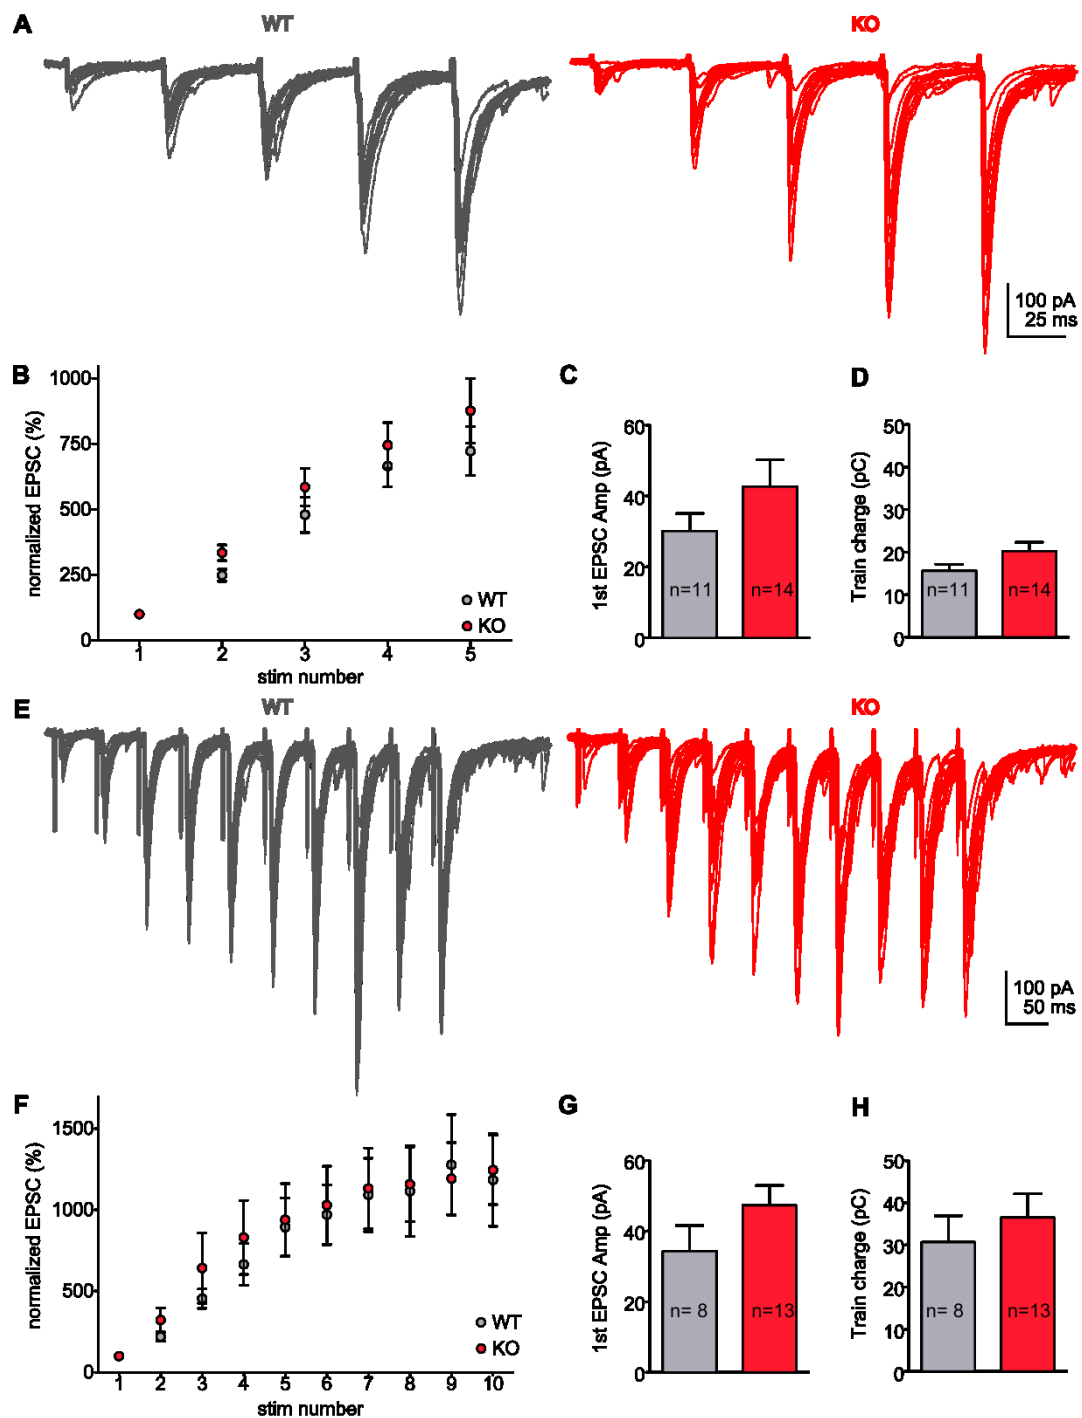 A
WT
KO
100 pA
25 ms
B
normalized EPSC (%)
1000
750
500
250
0
1 2 3 4 5
stim number
WT
KO
C
1st EPSC Amp (pA)
60
40
20
0
n=11
n=14
D
Train charge (pC)
50
40
30
20
10
0
n=11
n=14
E
WT
KO
100 pA
50 ms
F
normalized EPSC (%)
1500
1000
500
0
1 2 3 4 5 6 7 8 9 10
stim number
WT
KO
G
1st EPSC Amp (pA)
60
40
20
0
n= 8
n=13
H
Train charge (pC)
50
40
30
20
10
0
n= 8
n=13